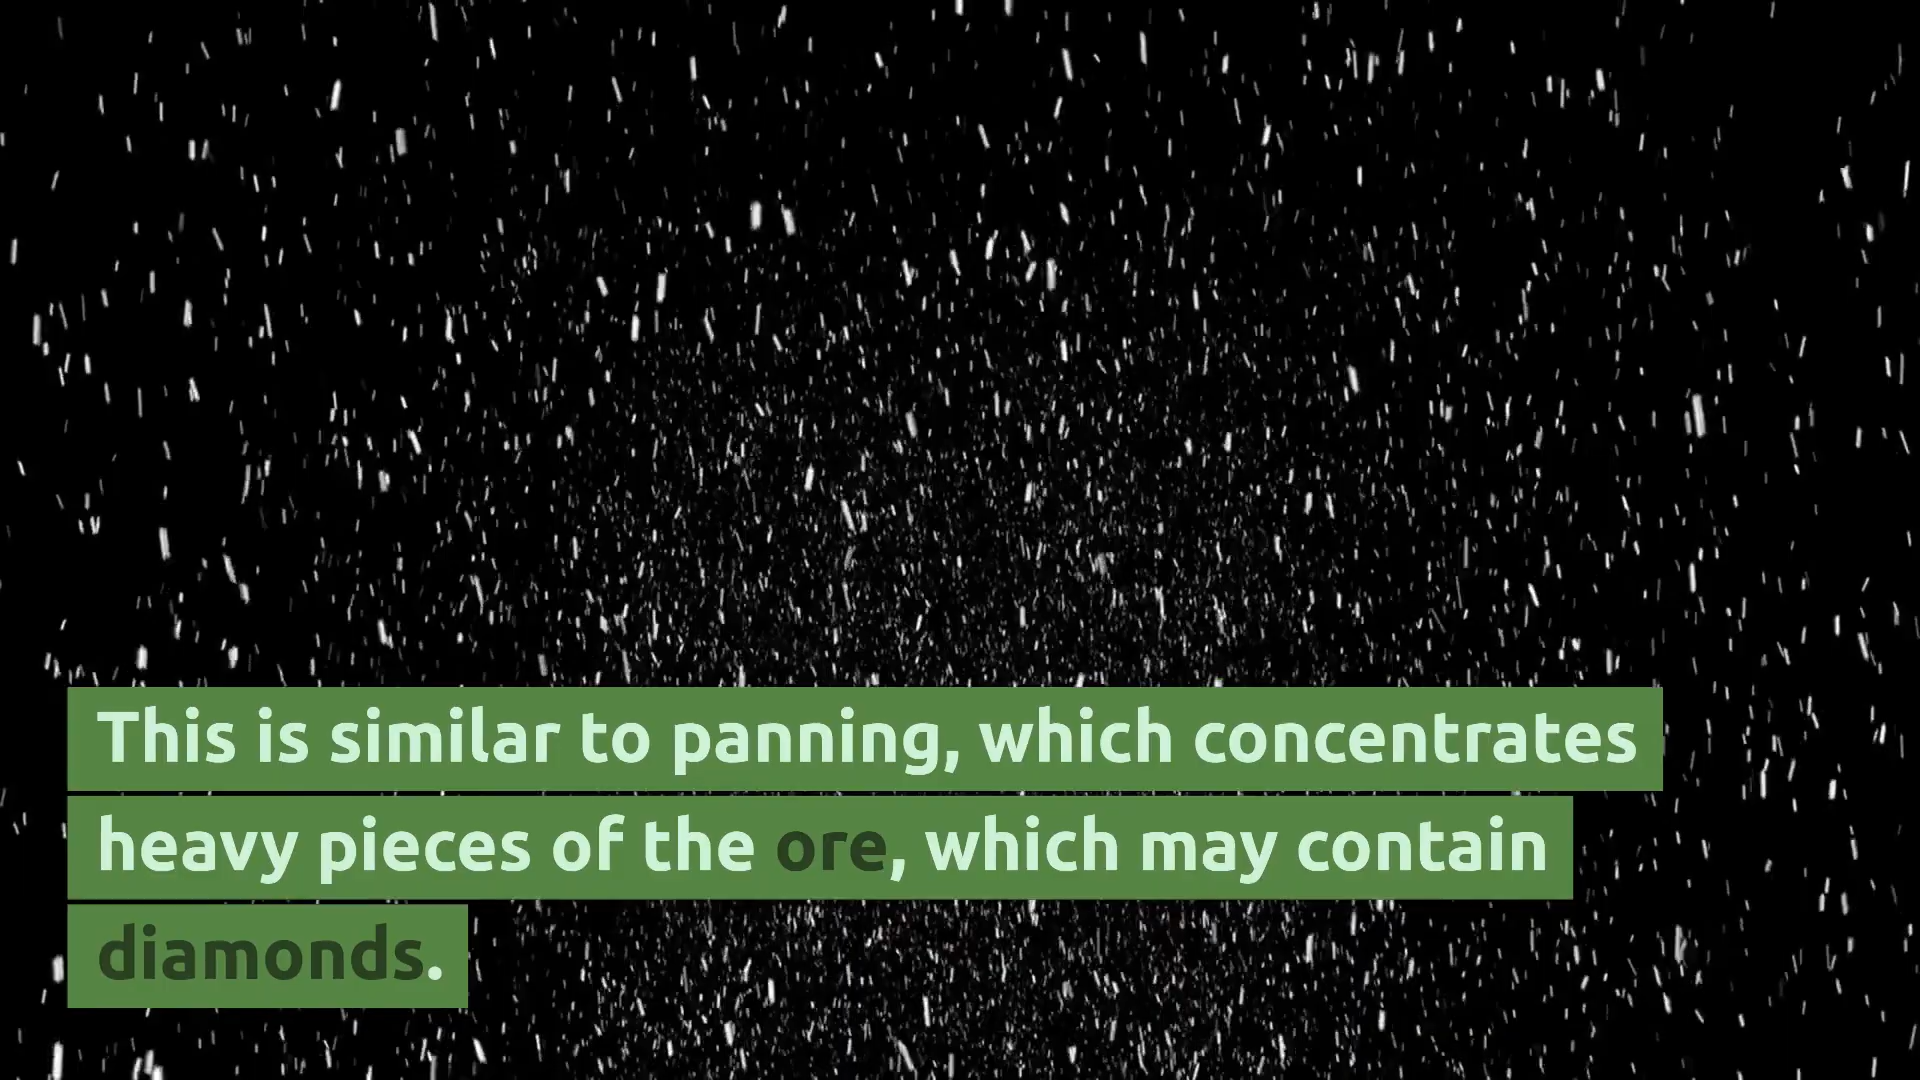 This is similar to panning, which concentrates
heavy pieces of the ore, which may contain
diamonds.